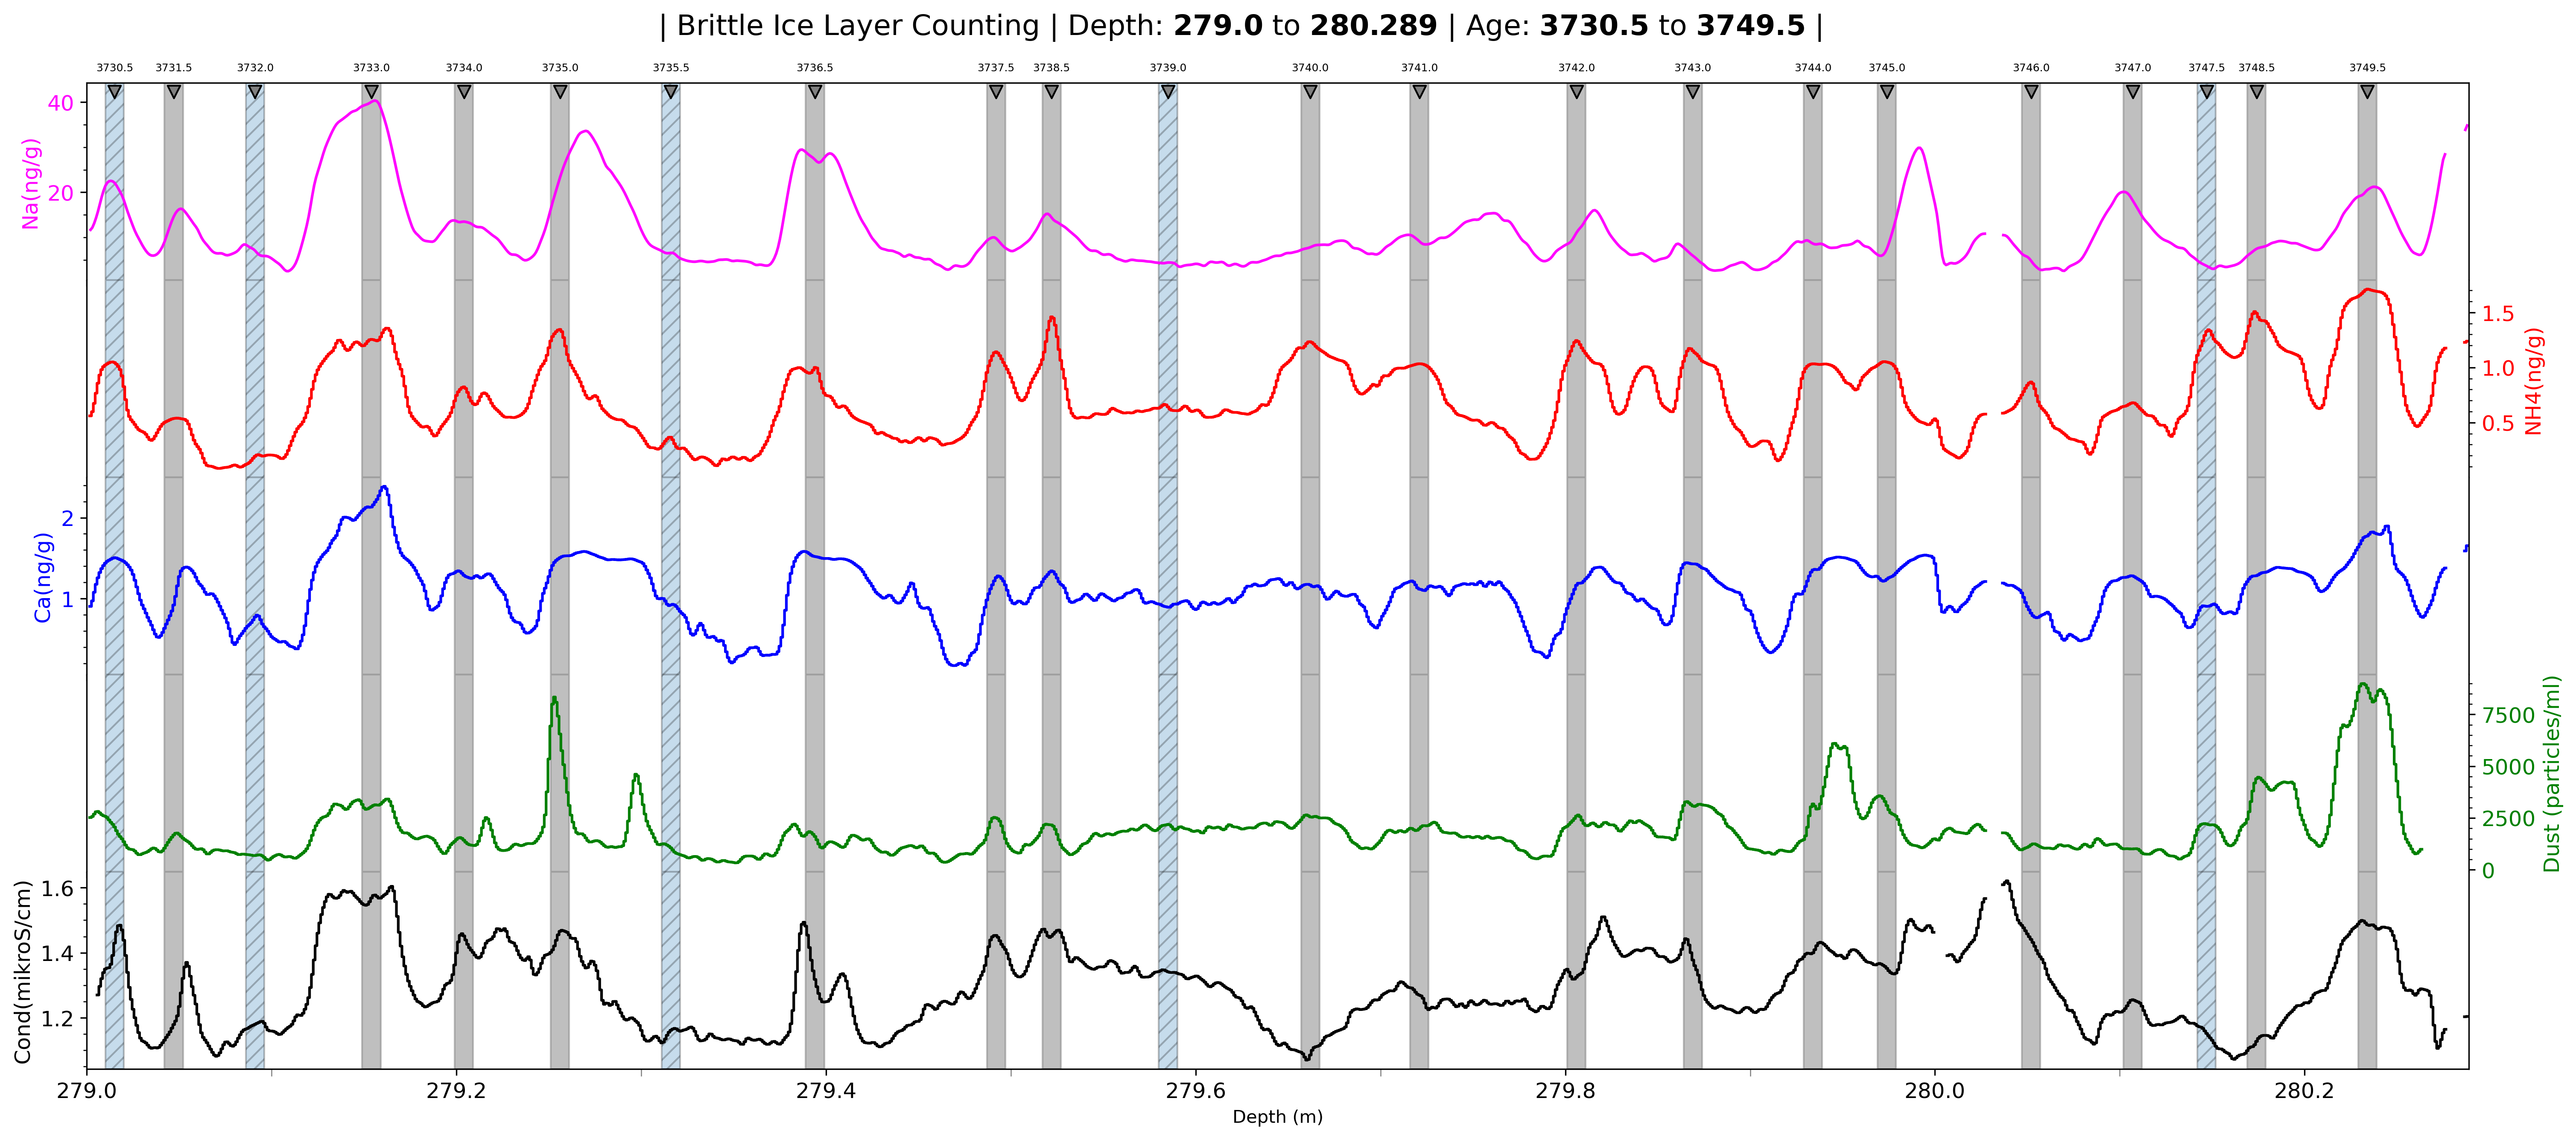 | Brittle Ice Layer Counting | Depth: 279.0 to 280.289 | Age: 3730.5 to 3749.5 |
3730.5 3731.5 3732.0 3733.0 3734.0 3735.0 3735.5 3736.5 3737.5 3738.5 3739.0 3740.0 3741.0 3742.0 3743.0 3744.0 3745.0 3746.0 3747.0 3747.5 3748.5 3749.5
40
20
Na(ng/g)
1.5
1.0
0.5
NH4(ng/g)
2
1
Ca(ng/g)
7500
5000
2500
0
Dust (particles/ml)
1.6
1.4
1.2
Cond(mikroS/cm)
279.0 279.2 279.4 279.6 279.8 280.0 280.2
Depth (m)